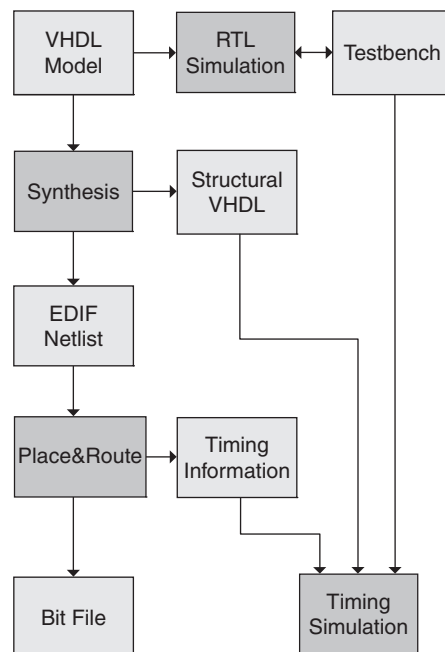 VHDL
Model
RTL
Simulation
Testbench
Synthesis
Structural
VHDL
EDIF
Netlist
Place&Route
Timing
Information
Bit File
Timing
Simulation